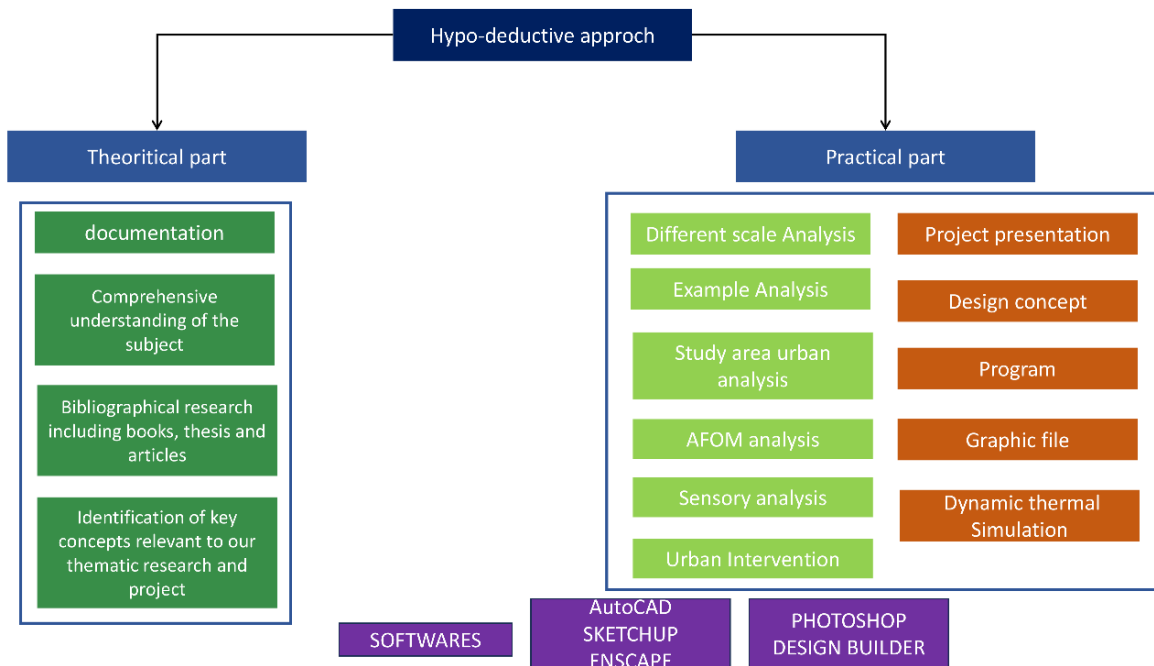 Hypo-deductive approch
Theoritical part
documentation
Comprehensive
understanding of the
subject
Bibliographical research
including books, thesis and
articles
Identification of key
concepts relevant to our
thematic research and
project
Practical part
Different scale Analysis
Example Analysis
Study area urban
analysis
AFOM analysis
Sensory analysis
Urban Intervention
Project presentation
Design concept
Program
Graphic file
Dynamic thermal
Simulation
SOFTWARES
AutoCAD
SKETCHUP
ENSCAPE
PHOTOSHOP
DESIGN BUILDER